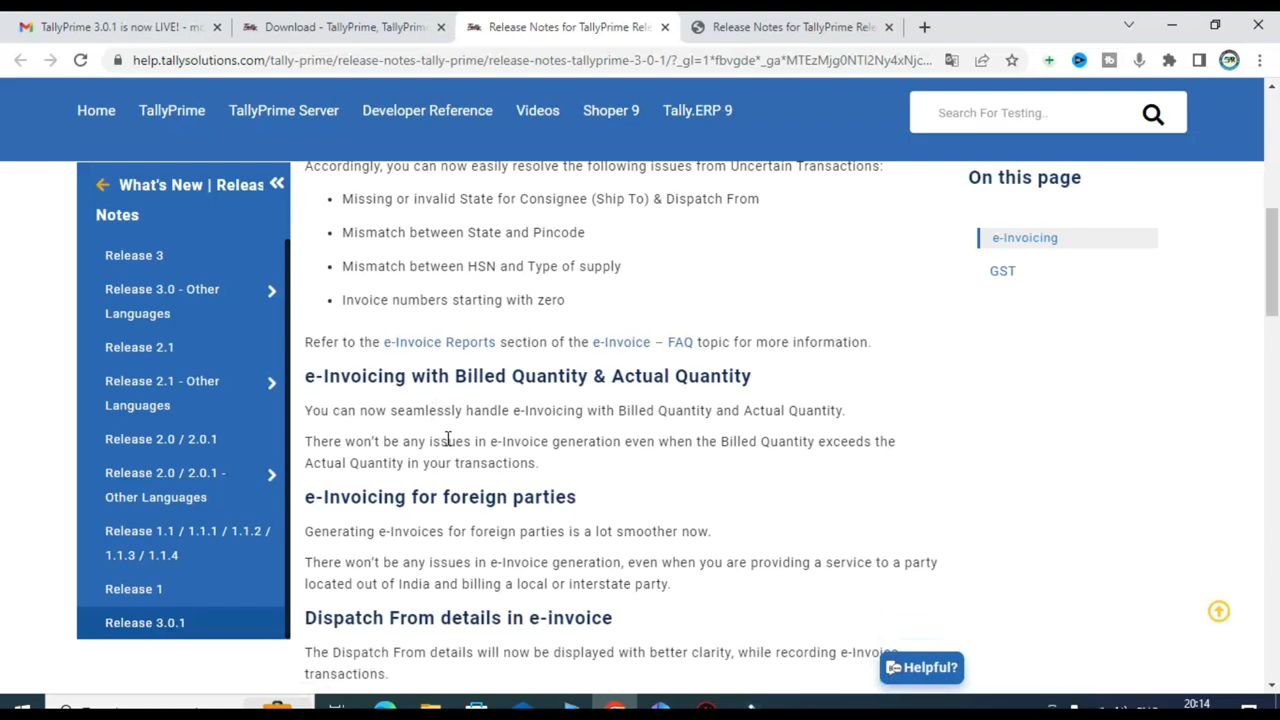 TallyPrime 3.0.1 is now LIVE! - mo
Download - TallyPrime, TallyPrime
Release Notes for TallyPrime Rele
Release Notes for TallyPrime Rele
help.tallysolutions.com/tally-prime/release-notes-tally-prime/release-notes-tallyprime-3-0-1/?_gl=1*fbvgde*_ga*MTEzMjg0NTI2Ny4xNjc...
Home TallyPrime TallyPrime Server Developer Reference Videos Shoper 9 Tally.ERP 9
Search For Testing..
What's New | Releas
Notes
Release 3
Release 3.0 - Other
Languages
Release 2.1
Release 2.1 - Other
Languages
Release 2.0 / 2.0.1
Release 2.0 / 2.0.1 -
Other Languages
Release 1.1 / 1.1.1 / 1.1.2 /
1.1.3 / 1.1.4
Release 1
Release 3.0.1
Accordingly, you can now easily resolve the following issues from Uncertain Transactions:
• Missing or invalid State for Consignee (Ship To) & Dispatch From
• Mismatch between State and Pincode
• Mismatch between HSN and Type of supply
• Invoice numbers starting with zero
Refer to the e-Invoice Reports section of the e-Invoice – FAQ topic for more information.
e-Invoicing with Billed Quantity & Actual Quantity
You can now seamlessly handle e-Invoicing with Billed Quantity and Actual Quantity.
There won't be any issues in e-Invoice generation even when the Billed Quantity exceeds the
Actual Quantity in your transactions.
e-Invoicing for foreign parties
Generating e-Invoices for foreign parties is a lot smoother now.
There won't be any issues in e-Invoice generation, even when you are providing a service to a party
located out of India and billing a local or interstate party.
Dispatch From details in e-invoice
The Dispatch From details will now be displayed with better clarity, while recording e-Invoice
transactions.
On this page
e-Invoicing
GST
Helpful?
20:14